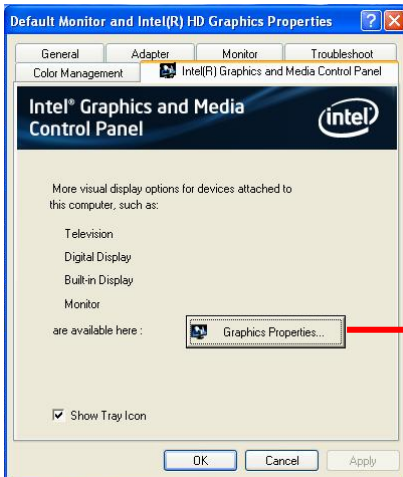 Default Monitor and Intel(R) HD Graphics Properties
General Adapter Monitor Troubleshoot
Color Management Intel(R) Graphics and Media Control Panel
Intel® Graphics and Media
Control Panel
intel
More visual display options for devices attached to
this computer, such as:
Television
Digital Display
Built-in Display
Monitor
are available here :
Graphics Properties...
Show Tray Icon
OK Cancel Apply